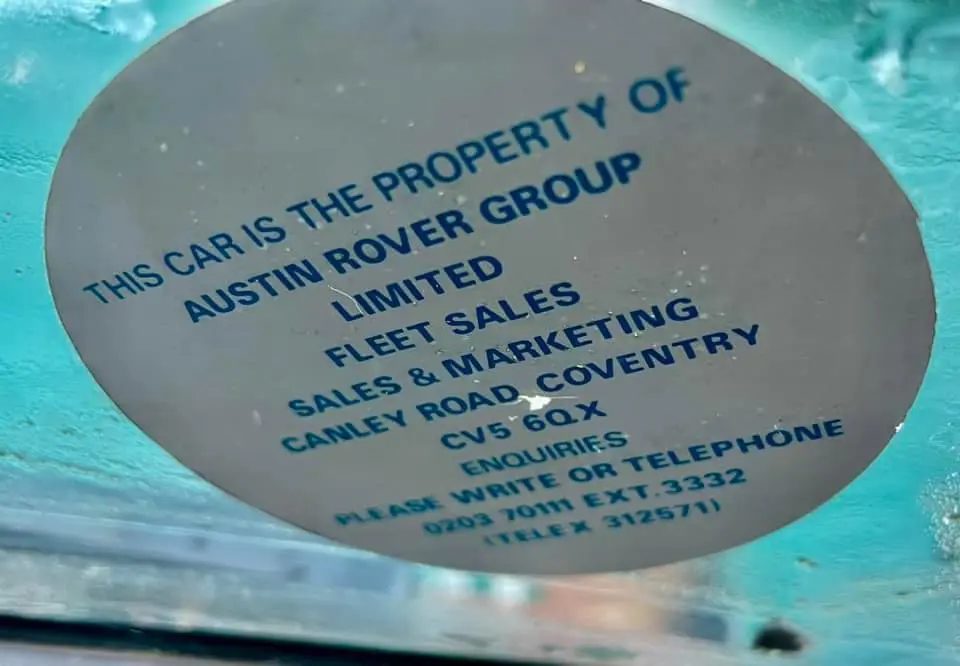 THIS CAR IS THE PROPERTY OF
AUSTIN ROVER GROUP
LIMITED
FLEET SALES
SALES & MARKETING
CANLEY ROAD, COVENTRY
CV5 6QX
ENQUIRIES
PLEASE WRITE OR TELEPHONE
0203 70111 EXT.3332
(TELEX 312571)